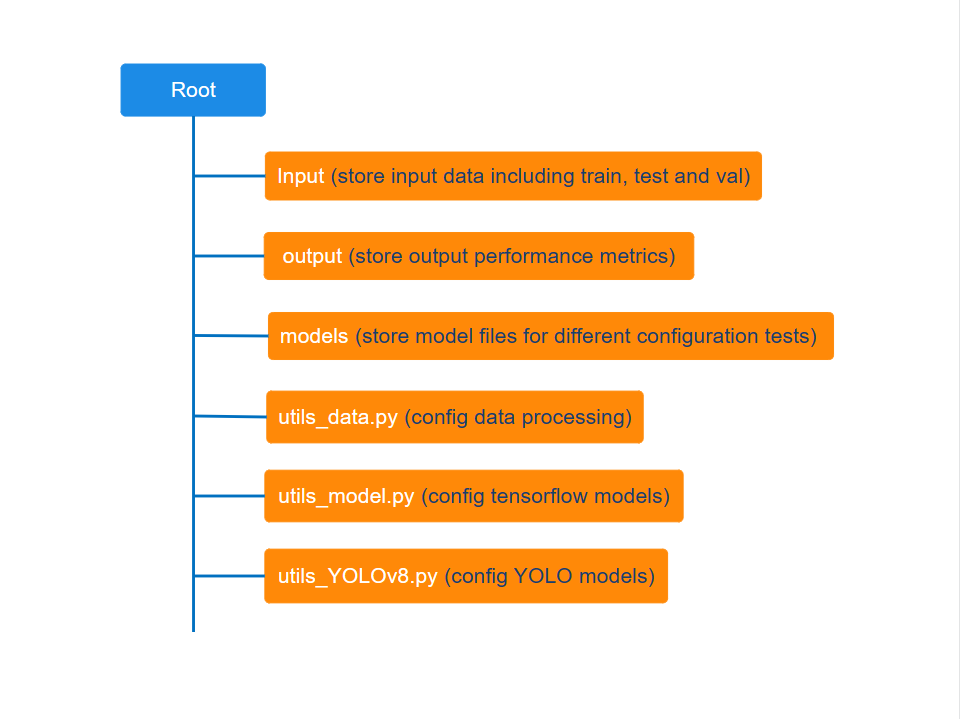 Root
Input (store input data including train, test and val)
output (store output performance metrics)
models (store model files for different configuration tests)
utils_data.py (config data processing)
utils_model.py (config tensorflow models)
utils_YOLOv8.py (config YOLO models)